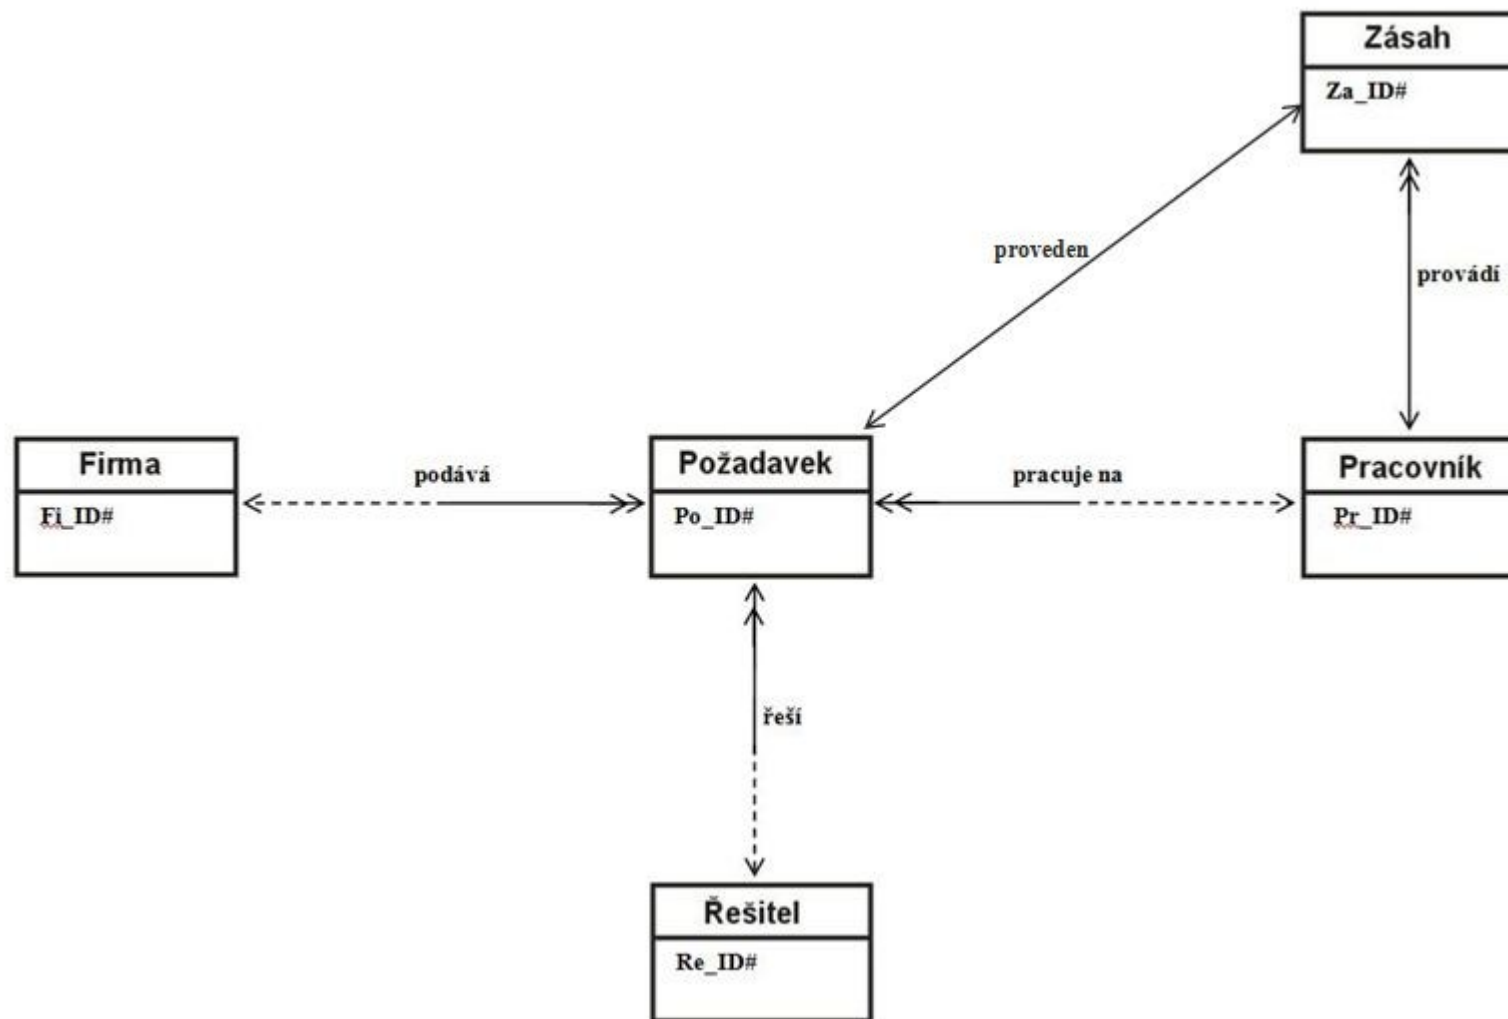 Zásah
Za_ID#
proveden
provádí
Firma
Fi_ID#
podává
Požadavek
Po_ID#
pracuje na
Pracovník
Pr_ID#
řeší
Řešitel
Re_ID#